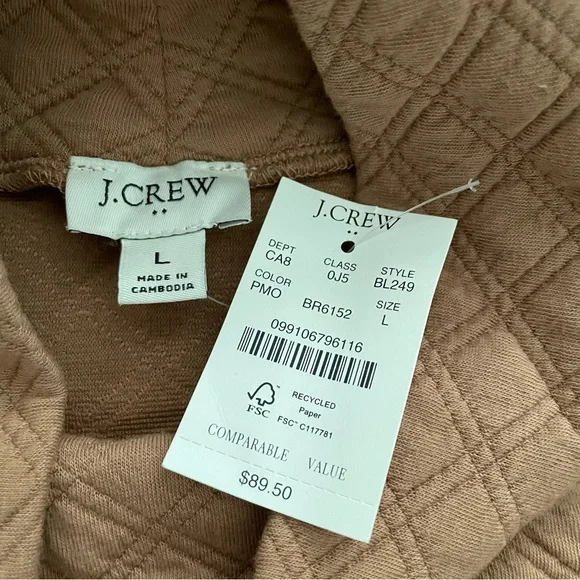 J.CREW
L
MADE IN
CAMBODIA
J.CREW
DEPT CLASS STYLE
CA8 0J5 BL249
COLOR SIZE
PMO BR6152 L
099106796116
FSC
RECYCLED
Paper
FSC™ C117781
COMPARABLE VALUE
$89.50